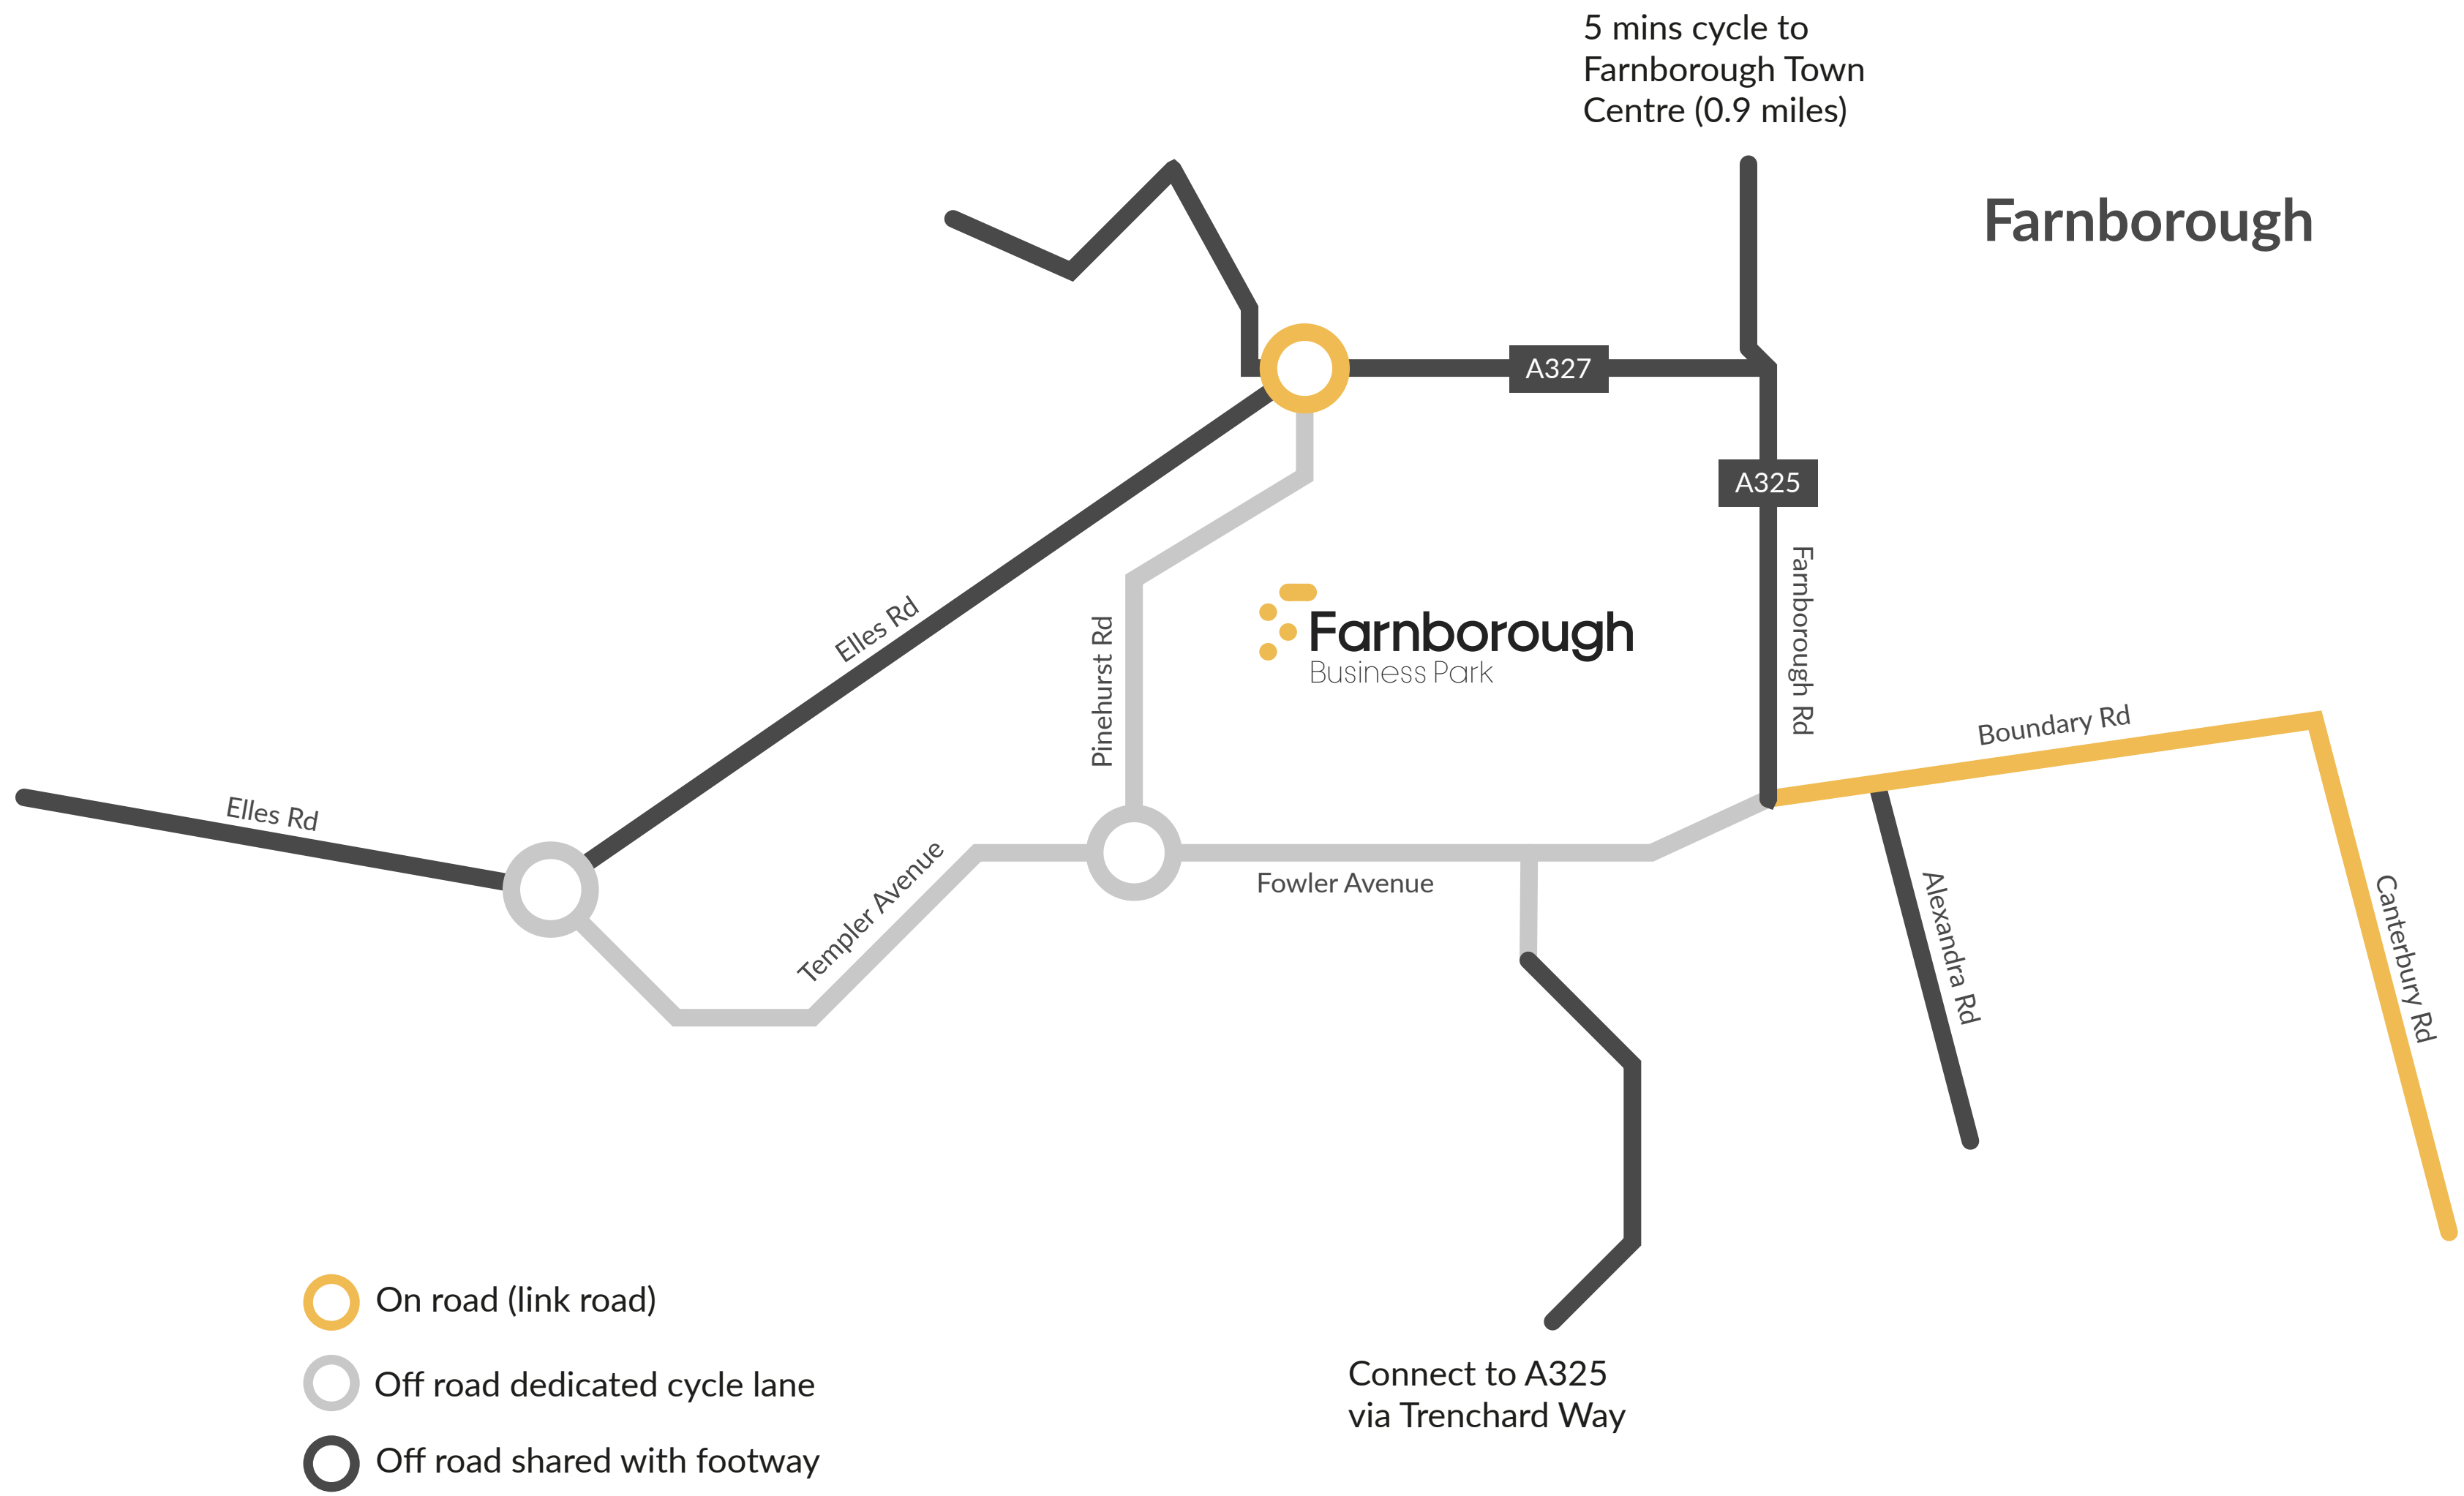 5 mins cycle to
Farnborough Town
Centre (0.9 miles)
Farnborough
A327
A325
Farnborough Rd
Elles Rd
Pinehurst Rd
Farnborough
Business Park
Boundary Rd
Elles Rd
Templer Avenue
Fowler Avenue
Alexandra Rd
Canterbury Rd
On road (link road)
Off road dedicated cycle lane
Off road shared with footway
Connect to A325
via Trenchard Way